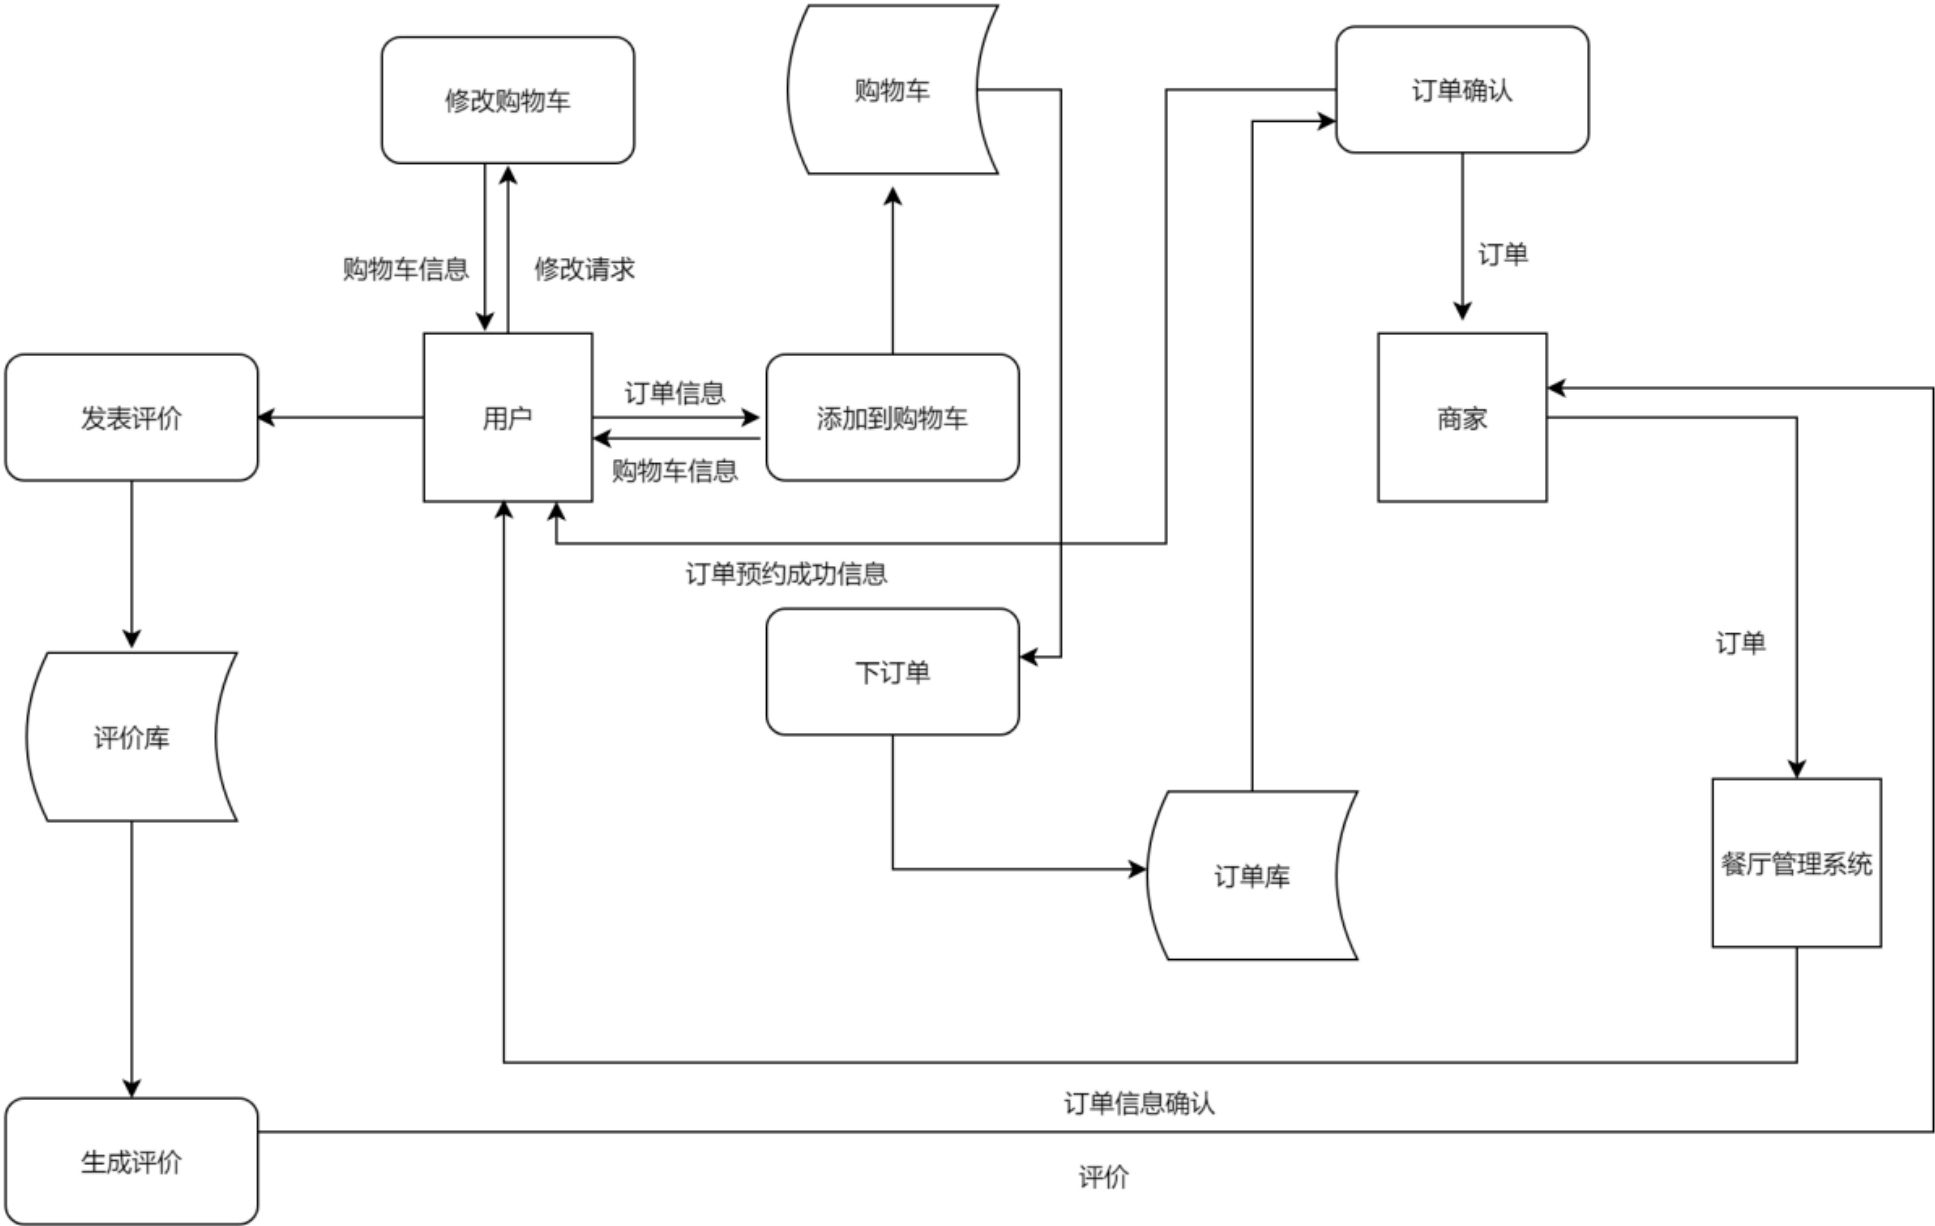 修改购物车
购物车
订单确认
购物车信息
修改请求
订单
发表评价
用户
订单信息
购物车信息
添加到购物车
商家
订单预约成功信息
下订单
订单
评价库
订单库
餐厅管理系统
订单信息确认
生成评价
评价